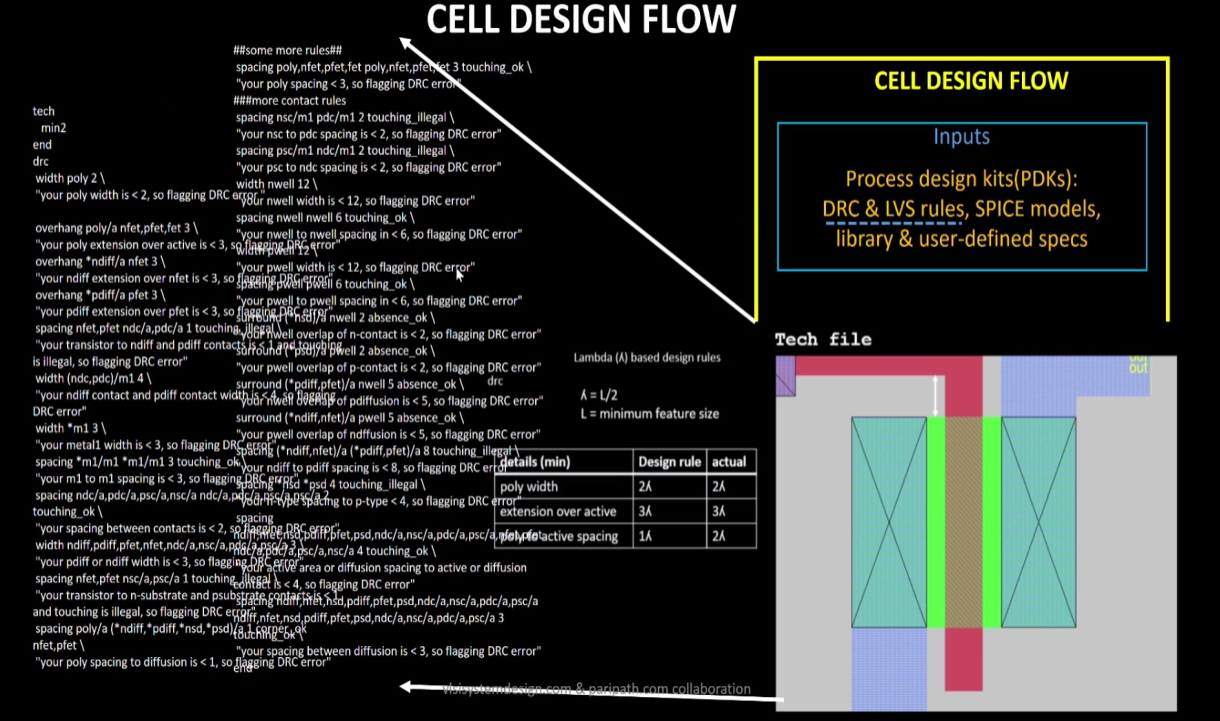 CELL DESIGN FLOW
tech
min2
end
drc
width poly 2 \
"your poly width is < 2, so flagging DRC error"
overhang poly/a nfet,pfet,fet 3 \
"your poly extension over active is < 3, so flagging DRC error"
overhang *ndiff/a nfet 3 \
"your ndiff extension over nfet is < 3, so flagging DRC error"
overhang *pdiff/a pfet 3 \
"your pdiff extension over pfet is < 3, so flagging DRC error"
spacing nfet,pfet ndc/a,pdc/a 1 touching_illegal \
"your transistor to ndiff and pdiff contacts is < 1 and touching
is illegal, so flagging DRC error"
width (ndc,pdc)/m1 4 \
"your ndiff contact and pdiff contact width is < 4, so flagging
DRC error"
width *m1 3 \
"your metal1 width is < 3, so flagging DRC error"
spacing *m1/m1 *m1/m1 3 touching_ok \
"your m1 to m1 spacing is < 3, so flagging DRC error"
spacing ndc/a,pdc/a,psc/a,nsc/a ndc/a,pdc/a,psc/a,nsc/a 2
touching_ok \
"your spacing between contacts is < 2, so flagging DRC error"
width ndiff,pdiff,pfet,nfet,ndc/a,nsc/a,pdc/a,psc/a 3 \
"your pdiff or ndiff width is < 3, so flagging DRC error"
spacing nfet,pfet nsc/a,psc/a 1 touching_illegal \
"your transistor to n-substrate and psubstrate contacts is < 1
and touching is illegal, so flagging DRC error"
spacing poly/a (*ndiff,*pdiff,*nsd,*psd)/a 1 corner_ok
nfet,pfet \
"your poly spacing to diffusion is < 1, so flagging DRC error"
##some more rules##
spacing poly,nfet,pfet,fet poly,nfet,pfet,fet 3 touching_ok \
"your poly spacing < 3, so flagging DRC error"
###more contact rules
spacing nsc/m1 pdc/m1 2 touching_illegal \
"your nsc to pdc spacing is < 2, so flagging DRC error"
spacing psc/m1 ndc/m1 2 touching_illegal \
"your psc to ndc spacing is < 2, so flagging DRC error"
width nwell 12 \
"your nwell width is < 12, so flagging DRC error"
spacing nwell nwell 6 touching_ok \
"your nwell to nwell spacing in < 6, so flagging DRC error"
width pwell 12 \
"your pwell width is < 12, so flagging DRC error"
spacing pwell pwell 6 touching_ok \
"your pwell to pwell spacing in < 6, so flagging DRC error"
surround (*nsd)/a nwell 2 absence_ok \
"your nwell overlap of n-contact is < 2, so flagging DRC error"
surround (*psd)/a pwell 2 absence_ok \
"your pwell overlap of p-contact is < 2, so flagging DRC error"
surround (*pdiff,pfet)/a nwell 5 absence_ok \
"your nwell overlap of pdiffusion is < 5, so flagging DRC error"
surround (*ndiff,nfet)/a pwell 5 absence_ok \
"your pwell overlap of ndffusion is < 5, so flagging DRC error"
spacing (*ndiff,nfet)/a (*pdiff,pfet)/a 8 touching_illegal \
"your ndiff to pdiff spacing is < 8, so flagging DRC error"
spacing *nsd *psd 4 touching_illegal \
"your n-type spacing to p-type < 4, so flagging DRC error"
spacing
ndiff,nfet,nsd,pdiff,pfet,psd,ndc/a,nsc/a,pdc/a,psc/a,nfet,pfet
ndc/a,pdc/a,psc/a,nsc/a 4 touching_ok \
"your active area or diffusion spacing to active or diffusion
contact is < 4, so flagging DRC error"
spacing ndiff,nfet,nsd,pdiff,pfet,psd,ndc/a,nsc/a,pdc/a,psc/a
ndiff,nfet,nsd,pdiff,pfet,psd,ndc/a,nsc/a,pdc/a,psc/a 3
touching_ok \
"your spacing between diffusion is < 3, so flagging DRC error"
end
drc
Lambda (λ) based design rules
λ = L/2
L = minimum feature size
details (min) Design rule actual
poly width 2λ 2λ
extension over active 3λ 3λ
poly to active spacing 1λ 2λ
CELL DESIGN FLOW
Inputs
Process design kits(PDKs):
DRC & LVS rules, SPICE models,
library & user-defined specs
Tech file
out
vlsisystemdesign.com & paripath.com collaboration